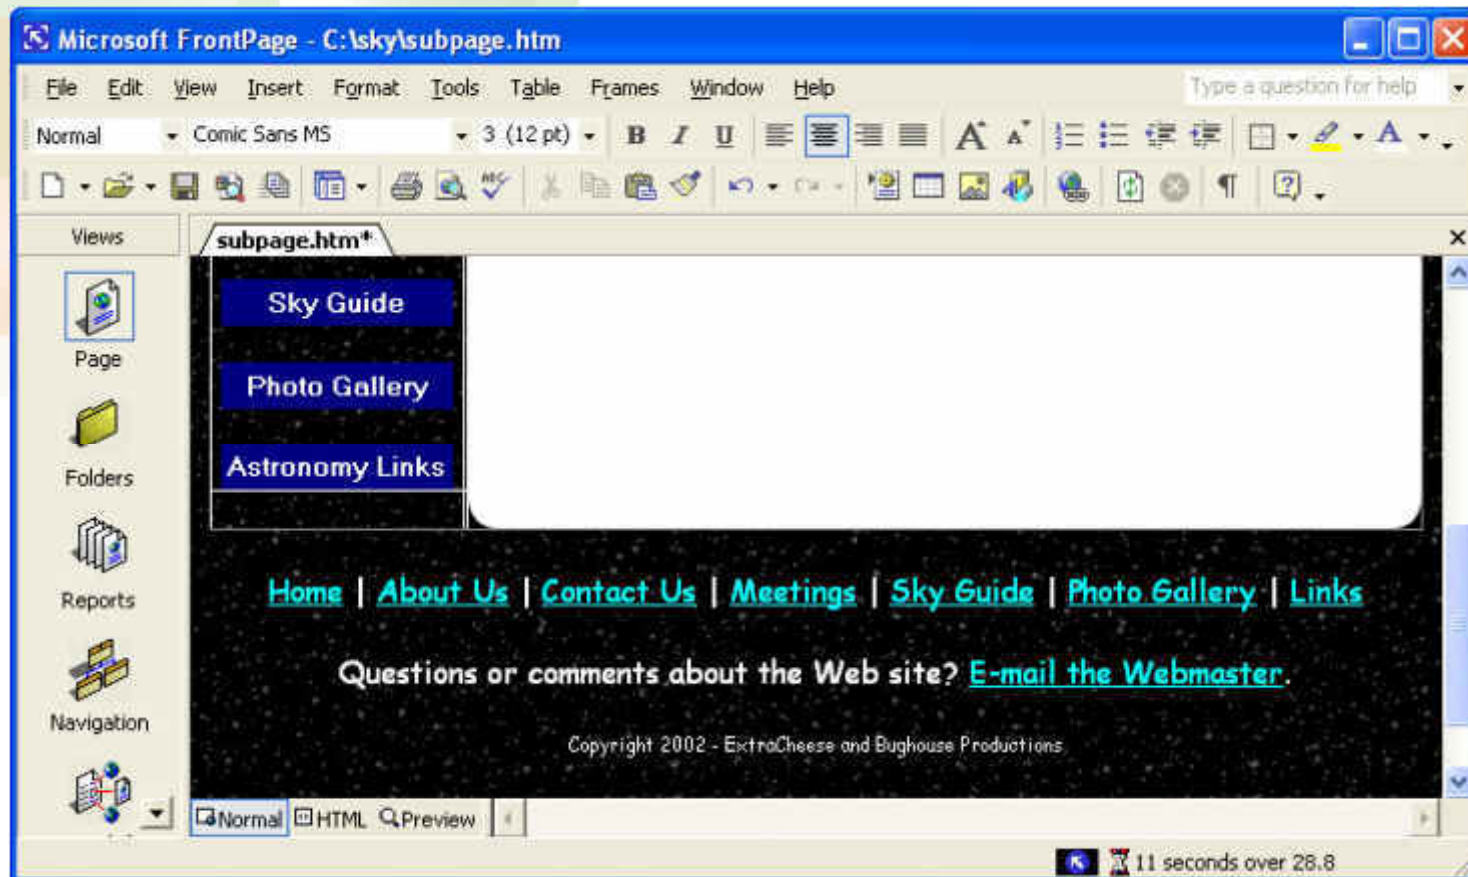 Microsoft FrontPage - C:\sky\subpage.htm
File Edit View Insert Format Tools Table Frames Window Help Type a question for help
Normal Comic Sans MS 3 (12 pt) B I U A A A
ABC ¶ ?
Views subpage.htm*
Sky Guide
Page
Photo Gallery
Astronomy Links
Folders
Home | About Us | Contact Us | Meetings | Sky Guide | Photo Gallery | Links
Reports
Questions or comments about the Web site? E-mail the Webmaster.
Navigation
Copyright 2002 - ExtraCheese and Bughouse Productions
Normal HTML Preview
11 seconds over 28.8